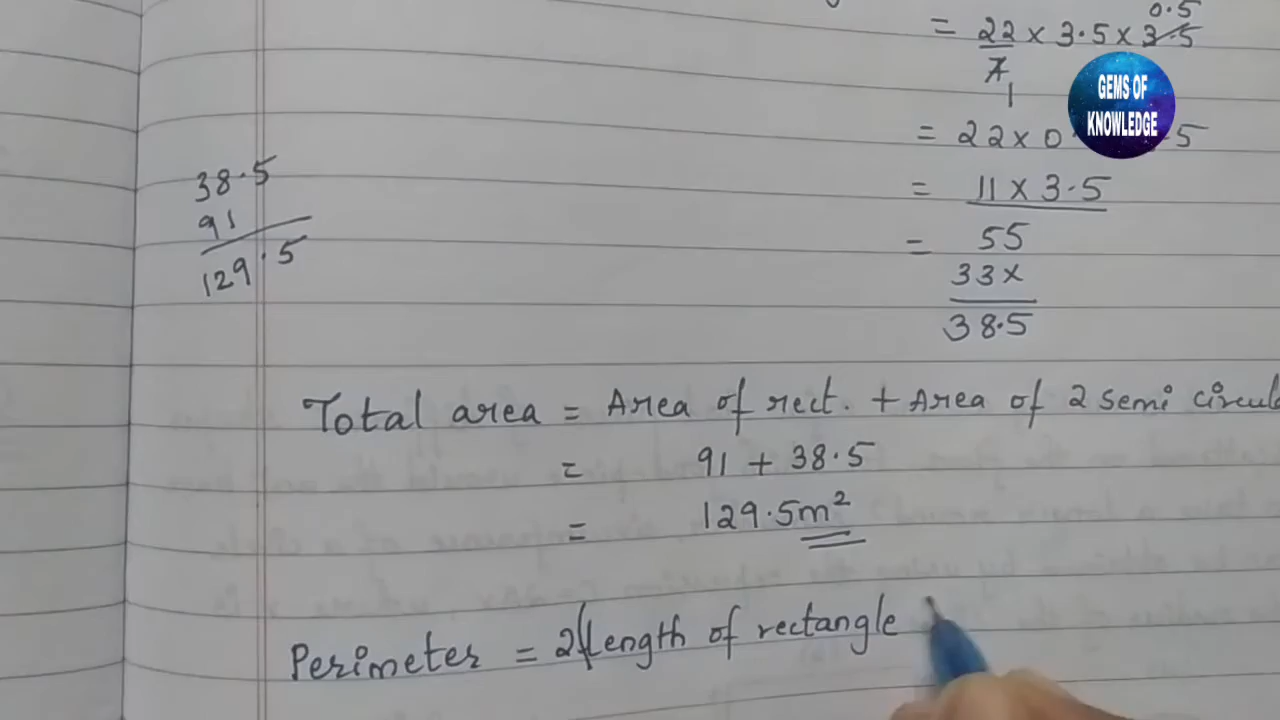 0.5
= 22 × 3.5 × 3.5
7
1
GEMS OF
KNOWLEDGE
= 22 × 0 5
= 11 × 3.5
= 55
33×
38.5
38.5
91
129.5
Total area = Area of rect. + Area of 2 semi
= 91 + 38.5
= 129.5m²
Perimeter = 2(Length of rectangle